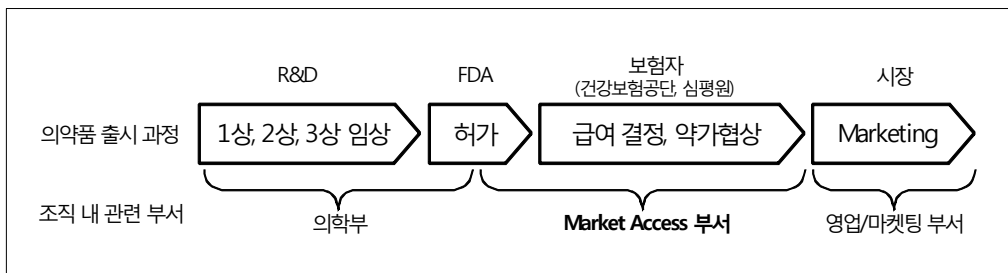 R&D FDA 보험자 시장
(건강보험공단, 심평원)
의약품 출시 과정 1상, 2상, 3상 임상 허가 급여 결정, 약가협상 Marketing
조직 내 관련 부서 의학부 Market Access 부서 영업/마케팅 부서